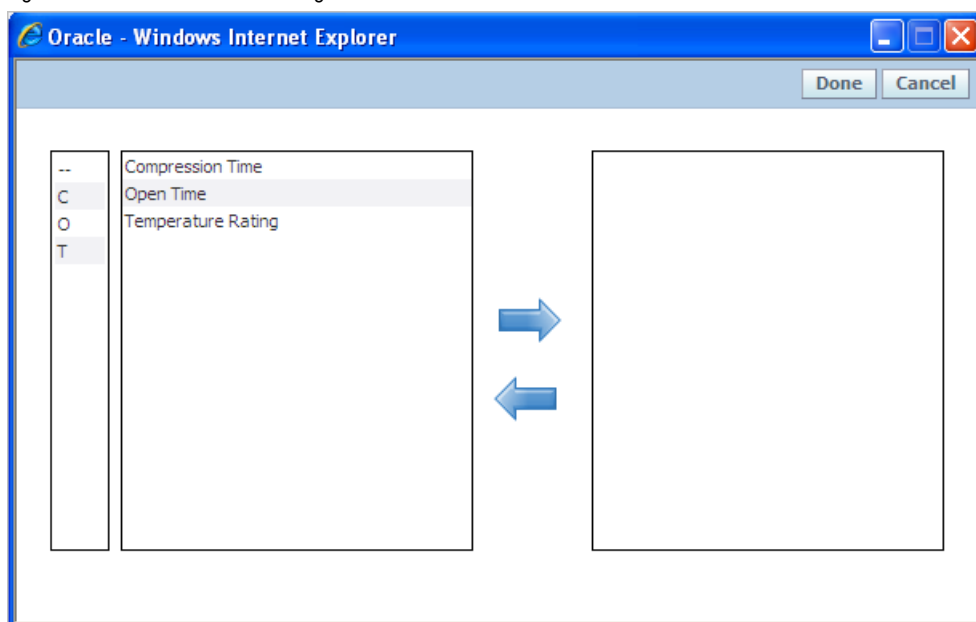 Oracle - Windows Internet Explorer
Done Cancel
--
C
O
T
Compression Time
Open Time
Temperature Rating